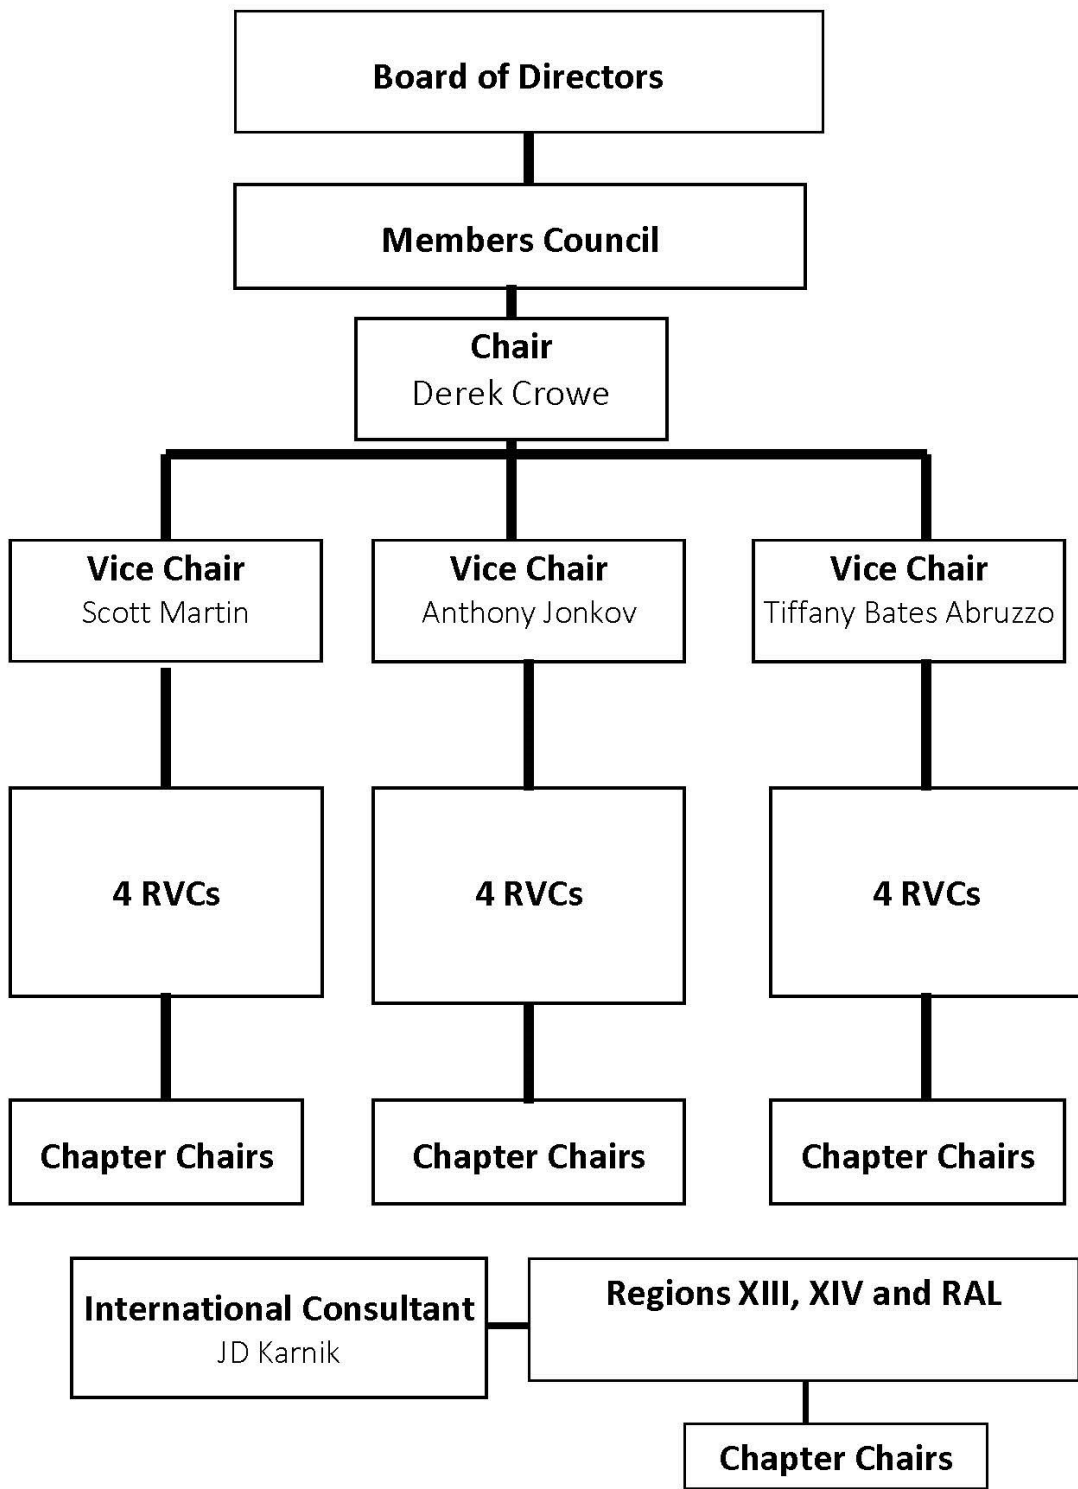 Board of Directors
Members Council
Chair
Derek Crowe
Vice Chair
Scott Martin
Vice Chair
Anthony Jonkov
Vice Chair
Tiffany Bates Abruzzo
4 RVCs
4 RVCs
4 RVCs
Chapter Chairs
Chapter Chairs
Chapter Chairs
International Consultant
JD Karnik
Regions XIII, XIV and RAL
Chapter Chairs